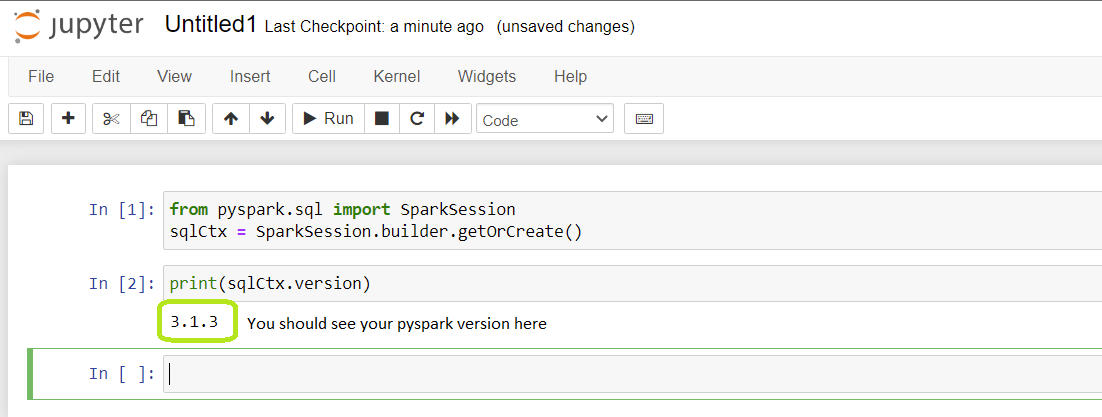 jupyter Untitled1 Last Checkpoint: a minute ago (unsaved changes)
File Edit View Insert Cell Kernel Widgets Help
Run Code
In [1]: from pyspark.sql import SparkSession
sqlCtx = SparkSession.builder.getOrCreate()
In [2]: print(sqlCtx.version)
3.1.3 You should see your pyspark version here
In [ ]: